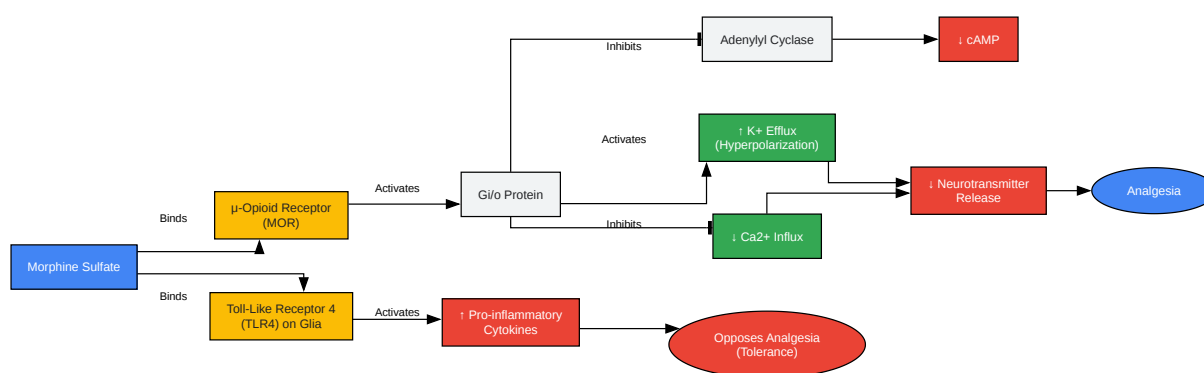 Adenylyl Cyclase
↓ cAMP
Inhibits
↑ K+ Efflux
(Hyperpolarization)
Activates
Activates
Gi/o Protein
μ-Opioid Receptor
(MOR)
↓ Neurotransmitter
Release
Analgesia
Binds
Inhibits
↓ Ca2+ Influx
Morphine Sulfate
Binds
Toll-Like Receptor 4
(TLR4) on Glia
Activates
↑ Pro-inflammatory
Cytokines
Opposes Analgesia
(Tolerance)